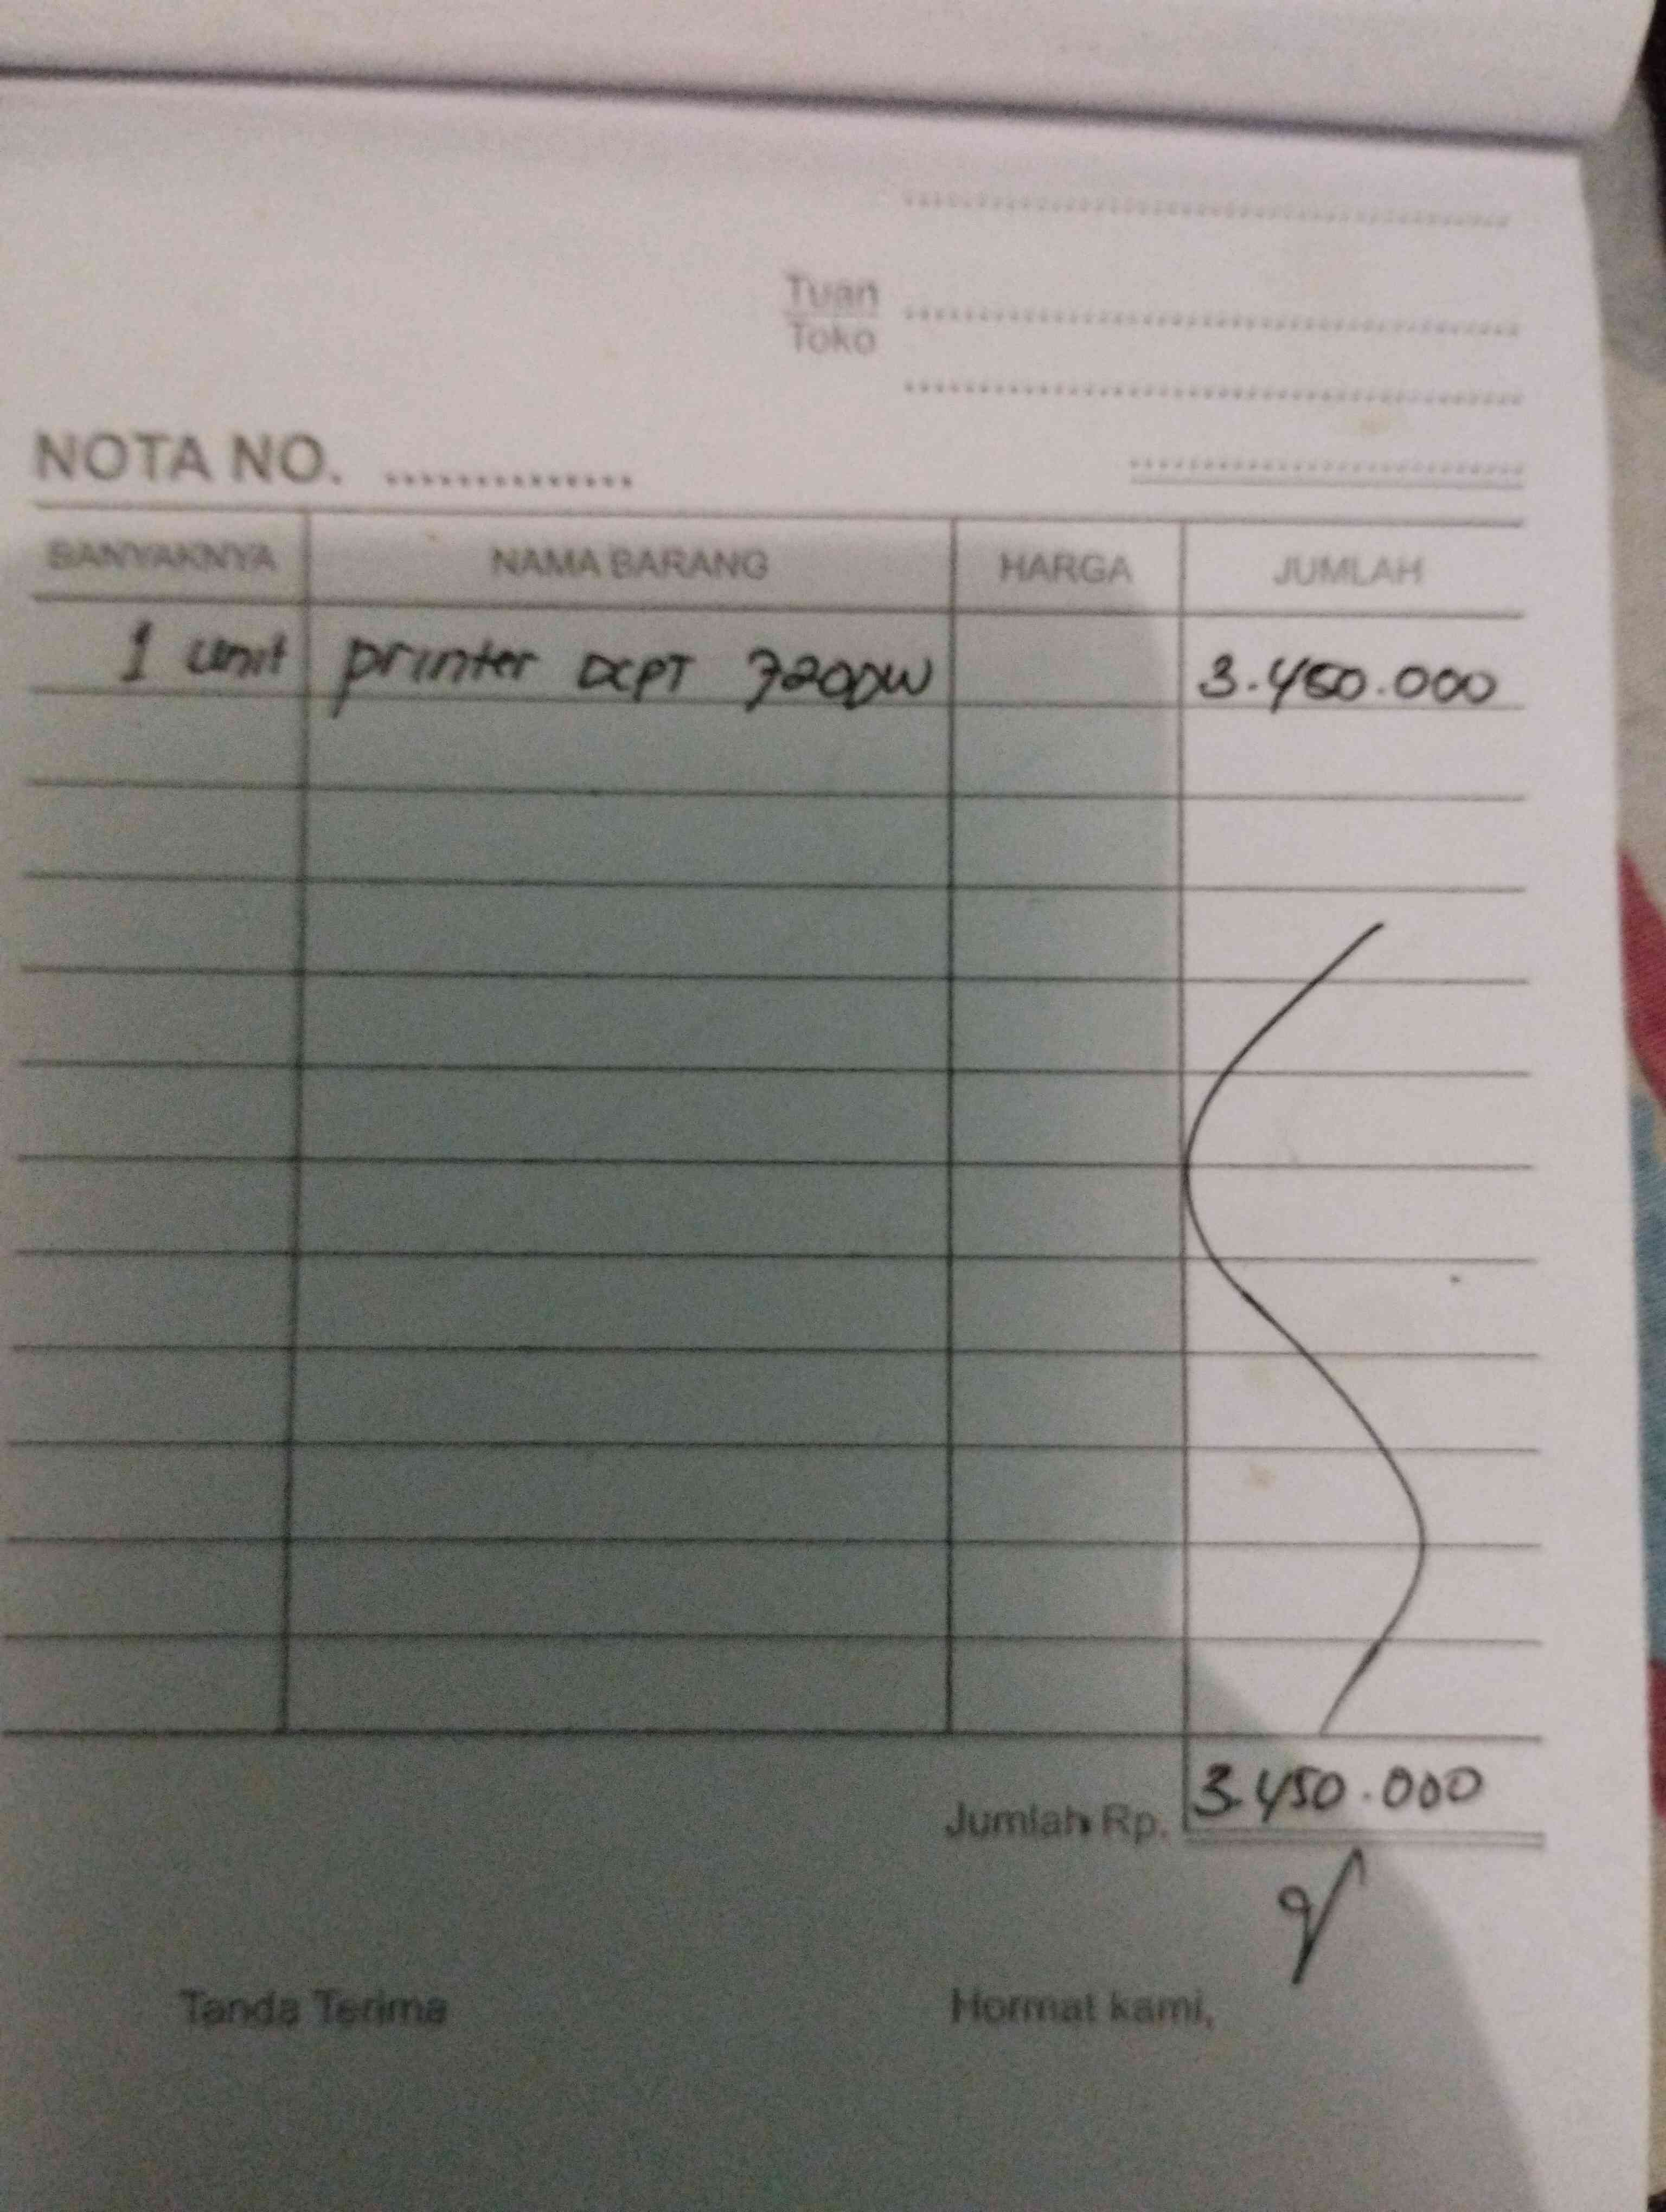 Tuan
Toko
NOTA NO. ..............
BANYAKNYA NAMA BARANG HARGA JUMLAH
1 unit printer DCPT 720DW 3.450.000
Jumlah Rp. 3.450.000
Tanda Terima Hormat kami,